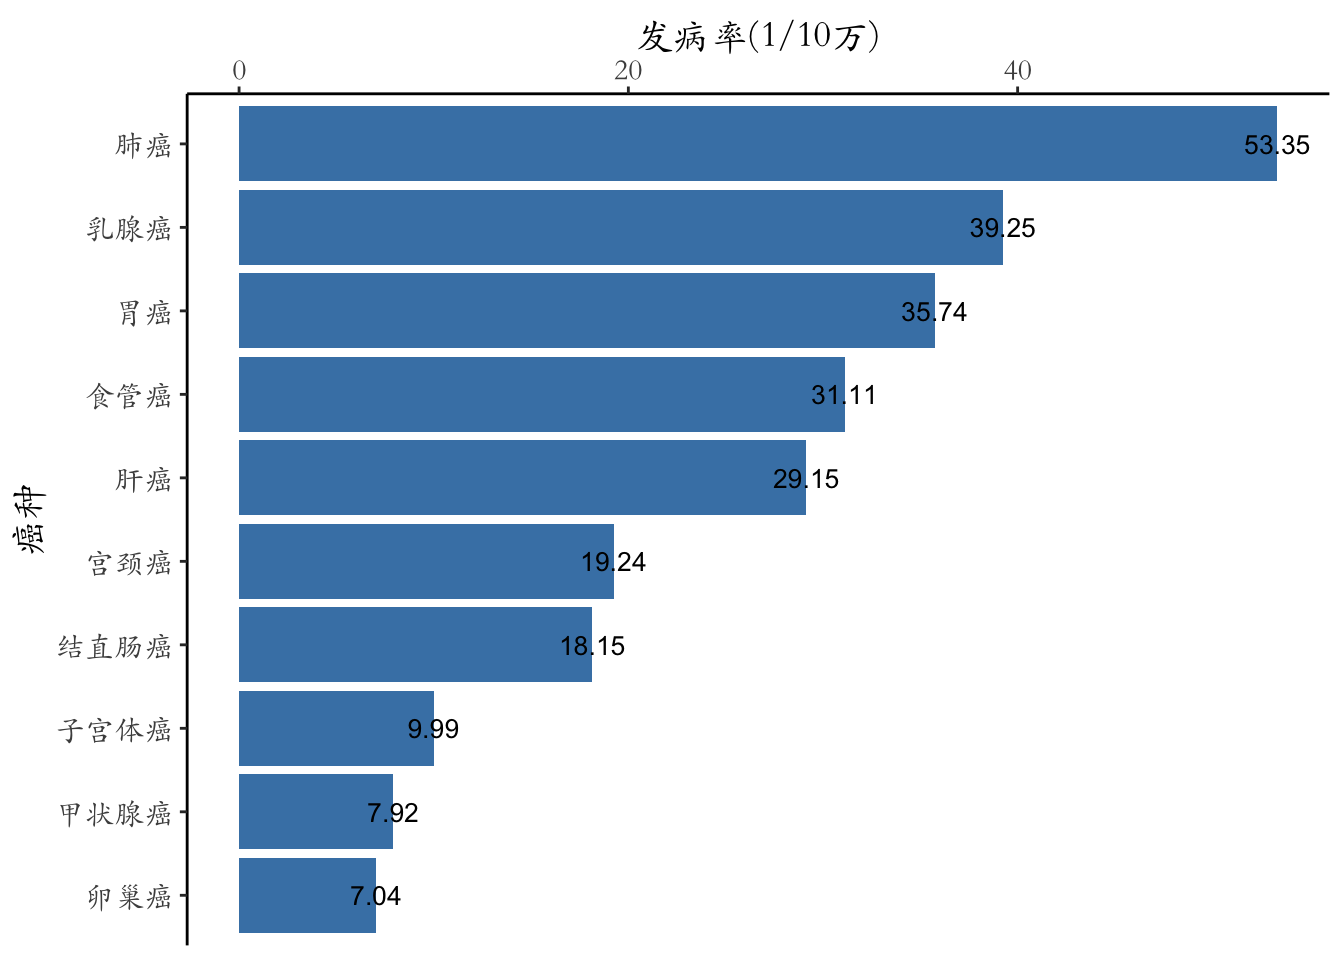 发病率(1/10万)
0 20 40
肺癌 53.35
乳腺癌 39.25
胃癌 35.74
食管癌 31.11
肝癌 29.15
宫颈癌 19.24
结直肠癌 18.15
子宫体癌 9.99
甲状腺癌 7.92
卵巢癌 7.04
癌种